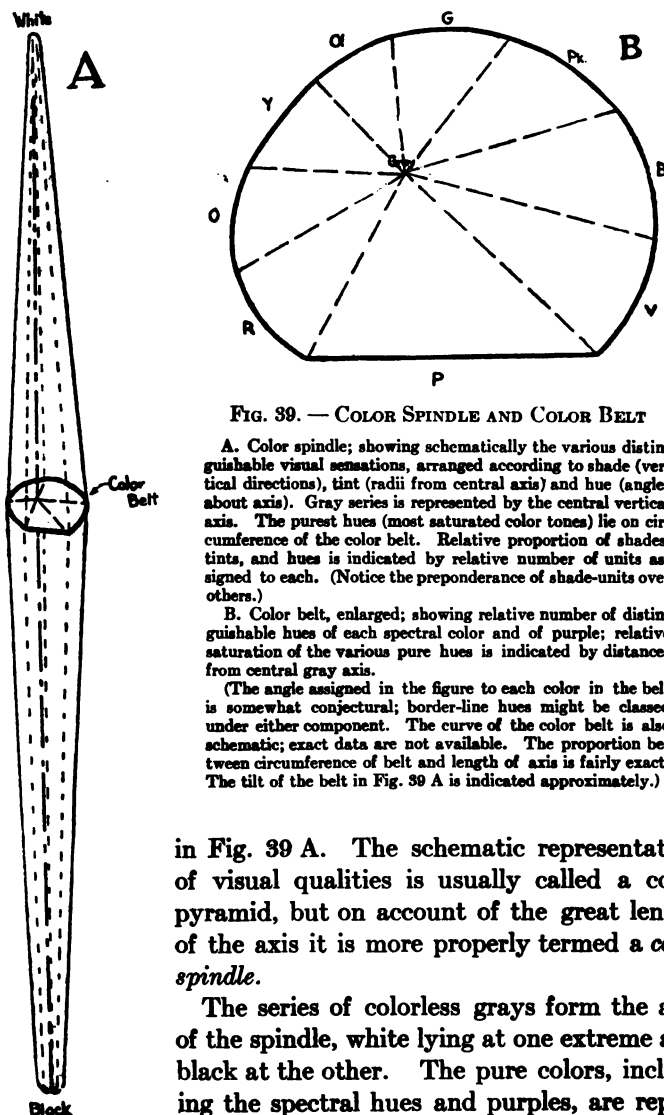 White
A
Color
Belt
Black
B
G
Pk.
Y
O
B
R
V
P
FIG. 39. — COLOR SPINDLE AND COLOR BELT
A. Color spindle; showing schematically the various distin
guishable visual sensations, arranged according to shade (ver
tical directions), tint (radii from central axis) and hue (angle
about axis). Gray series is represented by the central vertica
axis. The purest hues (most saturated color tones) lie on cir
cumference of the color belt. Relative proportion of shades
tints, and hues is indicated by relative number of units as
signed to each. (Notice the preponderance of shade-units ove
others.)
B. Color belt, enlarged; showing relative number of distin
guishable hues of each spectral color and of purple; relative
saturation of the various pure hues is indicated by distance
from central gray axis.
(The angle assigned in the figure to each color in the bel
is somewhat conjectural; border-line hues might be classed
under either component. The curve of the color belt is also
schematic; exact data are not available. The proportion be
tween circumference of belt and length of axis is fairly exact
The tilt of the belt in Fig. 39 A is indicated approximately.)
in Fig. 39 A. The schematic representat
of visual qualities is usually called a co
pyramid, but on account of the great len
of the axis it is more properly termed a co
spindle.
The series of colorless grays form the a
of the spindle, white lying at one extreme a
black at the other. The pure colors, incl
ing the spectral hues and purples, are rep